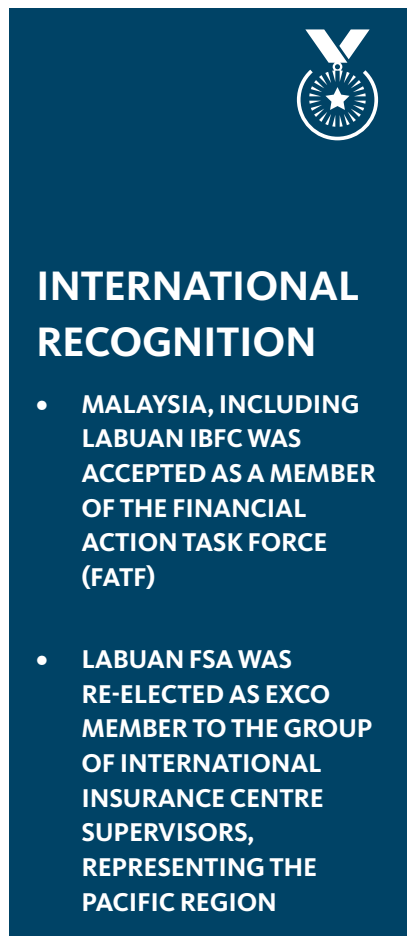 INTERNATIONAL
RECOGNITION
• MALAYSIA, INCLUDING
LABUAN IBFC WAS
ACCEPTED AS A MEMBER
OF THE FINANCIAL
ACTION TASK FORCE
(FATF)
• LABUAN FSA WAS
RE-ELECTED AS EXCO
MEMBER TO THE GROUP
OF INTERNATIONAL
INSURANCE CENTRE
SUPERVISORS,
REPRESENTING THE
PACIFIC REGION